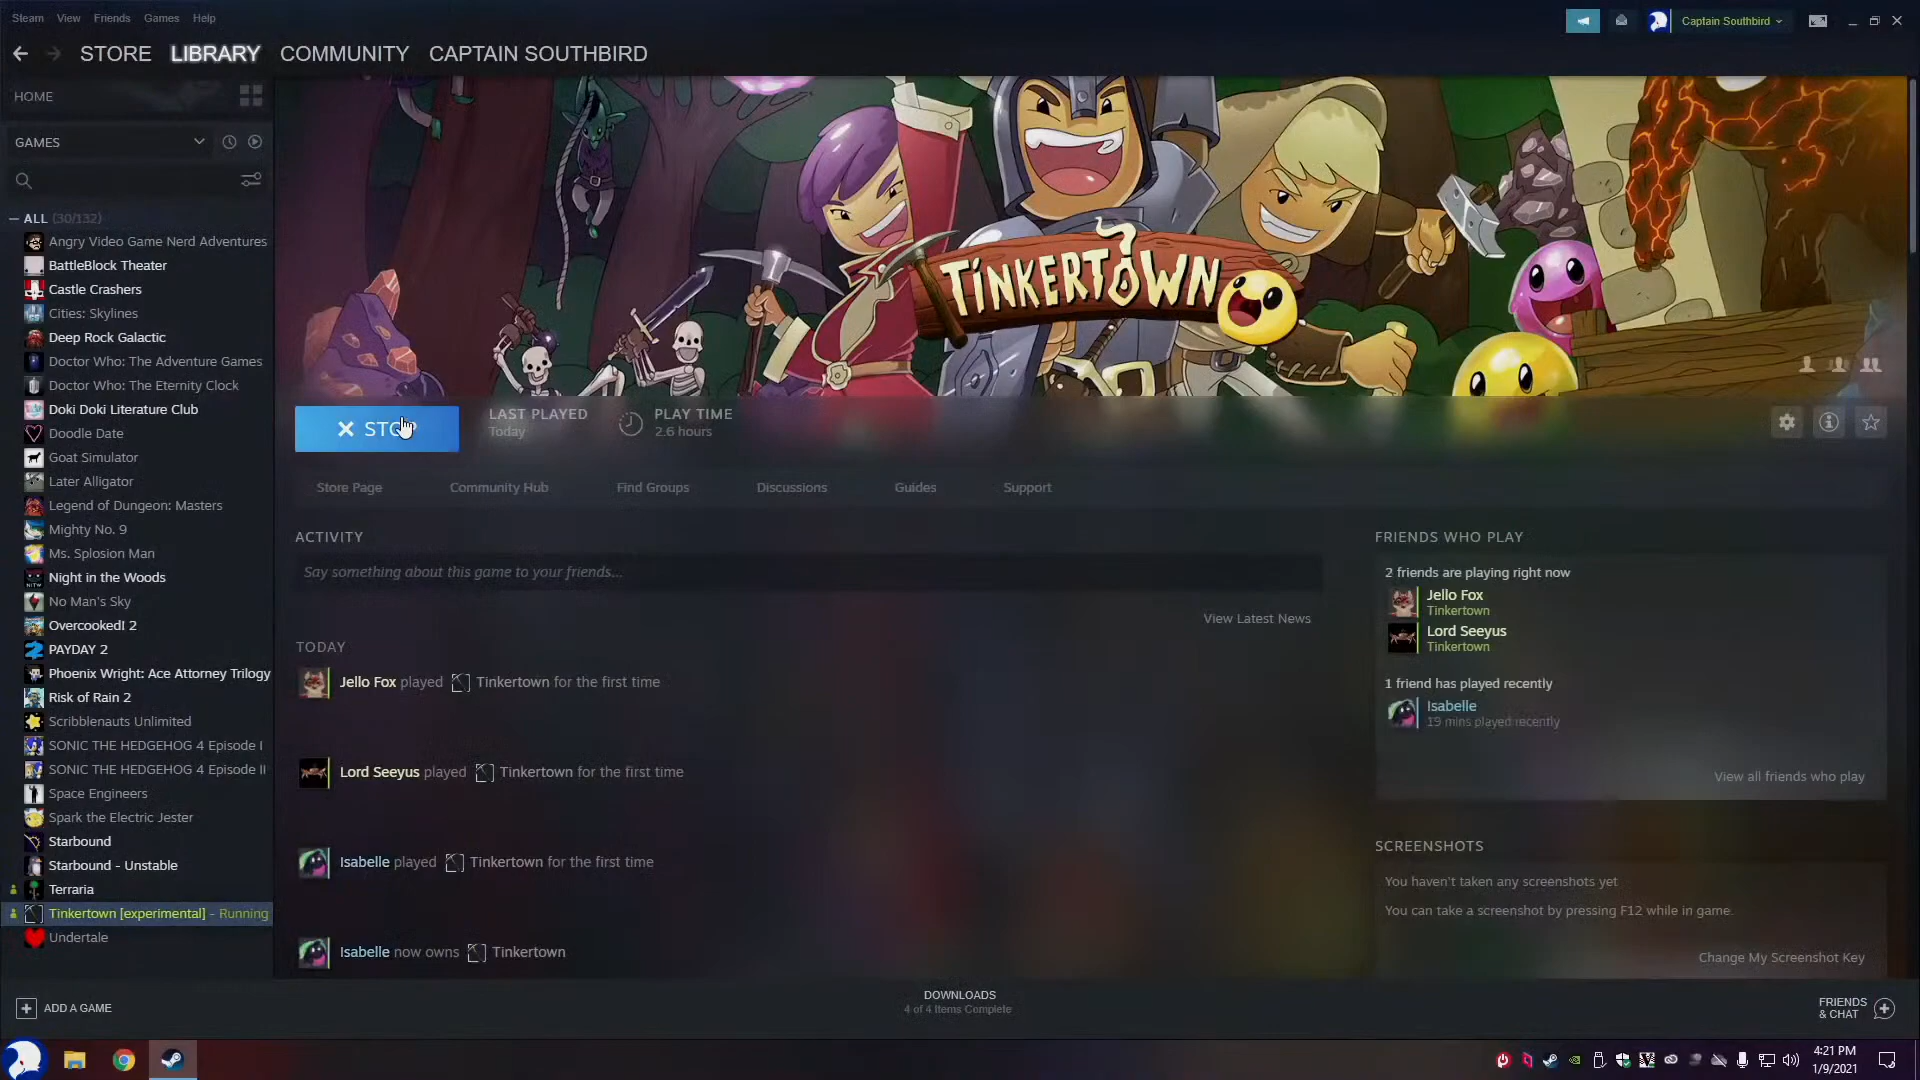 Steam View Friends Games Help
Captain Southbird
STORE LIBRARY COMMUNITY CAPTAIN SOUTHBIRD
HOME
GAMES
ALL (30/132)
Angry Video Game Nerd Adventures
BattleBlock Theater
Castle Crashers
Cities: Skylines
Deep Rock Galactic
Doctor Who: The Adventure Games
Doctor Who: The Eternity Clock
Doki Doki Literature Club
Doodle Date
Goat Simulator
Later Alligator
Legend of Dungeon: Masters
Mighty No. 9
Ms. Splosion Man
Night in the Woods
No Man's Sky
Overcooked! 2
PAYDAY 2
Phoenix Wright: Ace Attorney Trilogy
Risk of Rain 2
Scribblenauts Unlimited
SONIC THE HEDGEHOG 4 Episode I
SONIC THE HEDGEHOG 4 Episode II
Space Engineers
Spark the Electric Jester
Starbound
Starbound - Unstable
Terraria
Tinkertown [experimental] - Running
Undertale
TINKERTOWN
STOP
LAST PLAYED
Today
PLAY TIME
2.6 hours
Store Page Community Hub Find Groups Discussions Guides Support
ACTIVITY
Say something about this game to your friends...
View Latest News
TODAY
Jello Fox played Tinkertown for the first time
Lord Seeyus played Tinkertown for the first time
Isabelle played Tinkertown for the first time
Isabelle now owns Tinkertown
FRIENDS WHO PLAY
2 friends are playing right now
Jello Fox
Tinkertown
Lord Seeyus
Tinkertown
1 friend has played recently
Isabelle
19 mins played recently
View all friends who play
SCREENSHOTS
You haven't taken any screenshots yet
You can take a screenshot by pressing F12 while in game.
Change My Screenshot Key
ADD A GAME
DOWNLOADS
4 of 4 Items Complete
FRIENDS
& CHAT
4:21 PM
1/9/2021